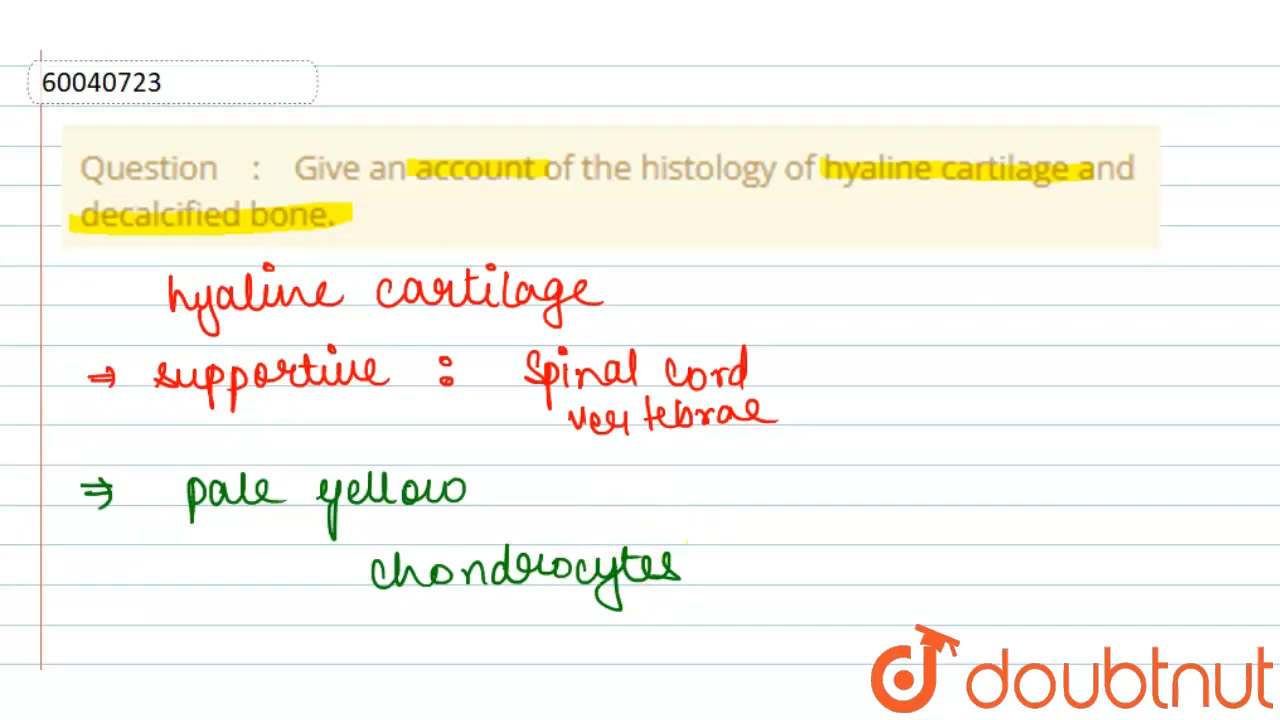 60040723
Question : Give an account of the histology of hyaline cartilage and
decalcified bone.
hyaline cartilage
⇒ supportive : Spinal cord
vertebrae
⇒ pale yellow
chondrocytes
doubtnut